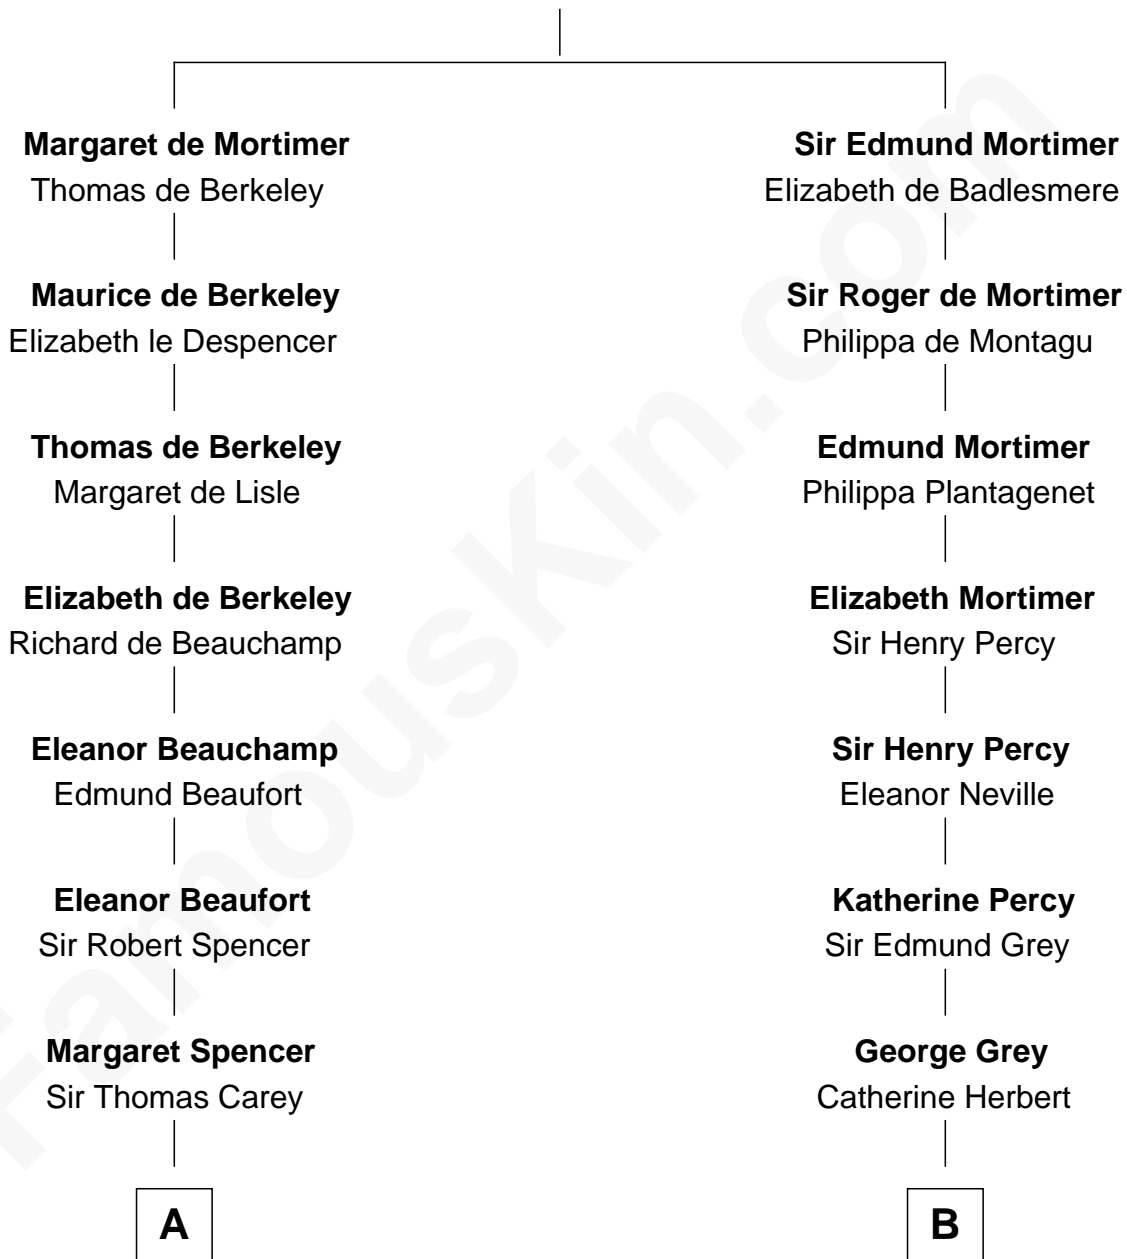 Margaret de Mortimer
Thomas de Berkeley
Sir Edmund Mortimer
Elizabeth de Badlesmere
Maurice de Berkeley
Elizabeth le Despencer
Sir Roger de Mortimer
Philippa de Montagu
Thomas de Berkeley
Margaret de Lisle
Edmund Mortimer
Philippa Plantagenet
Elizabeth de Berkeley
Richard de Beauchamp
Elizabeth Mortimer
Sir Henry Percy
Eleanor Beauchamp
Edmund Beaufort
Sir Henry Percy
Eleanor Neville
Eleanor Beaufort
Sir Robert Spencer
Katherine Percy
Sir Edmund Grey
Margaret Spencer
Sir Thomas Carey
George Grey
Catherine Herbert
A
B
FamousKin.com